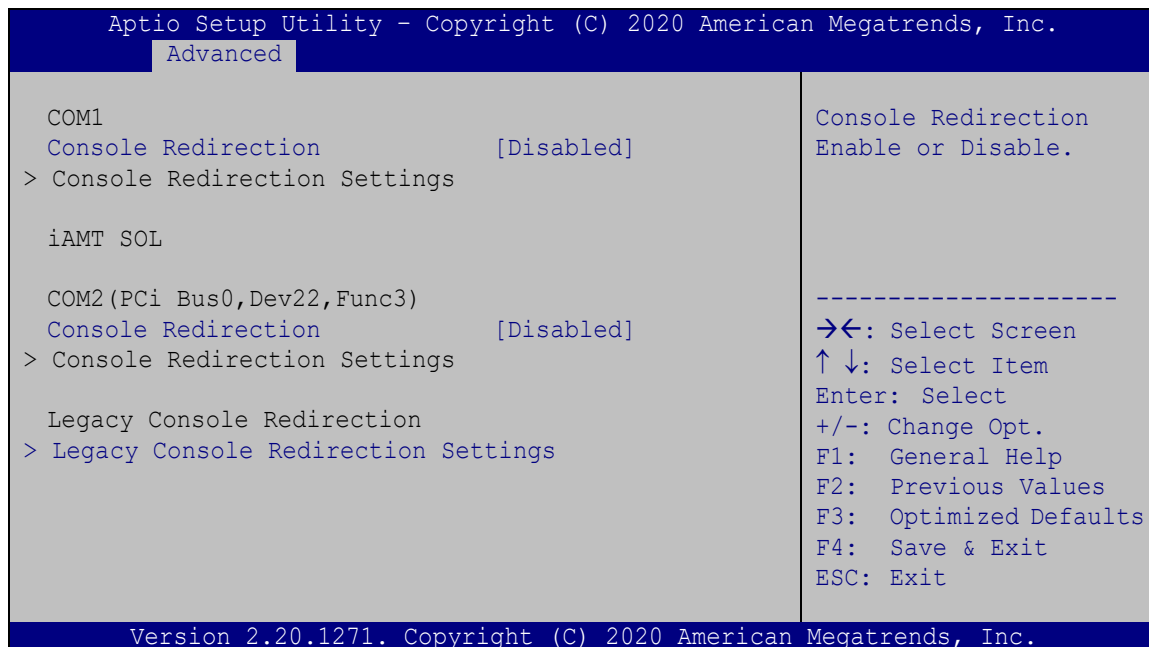 Aptio Setup Utility – Copyright (C) 2020 American Megatrends, Inc.
Advanced
COM1
Console Redirection [Disabled]
> Console Redirection Settings
iAMT SOL
COM2(PCi Bus0,Dev22,Func3)
Console Redirection [Disabled]
> Console Redirection Settings
Legacy Console Redirection
> Legacy Console Redirection Settings
Console Redirection
Enable or Disable.
---------------------
→←: Select Screen
↑ ↓: Select Item
Enter: Select
+/-: Change Opt.
F1: General Help
F2: Previous Values
F3: Optimized Defaults
F4: Save & Exit
ESC: Exit
Version 2.20.1271. Copyright (C) 2020 American Megatrends, Inc.